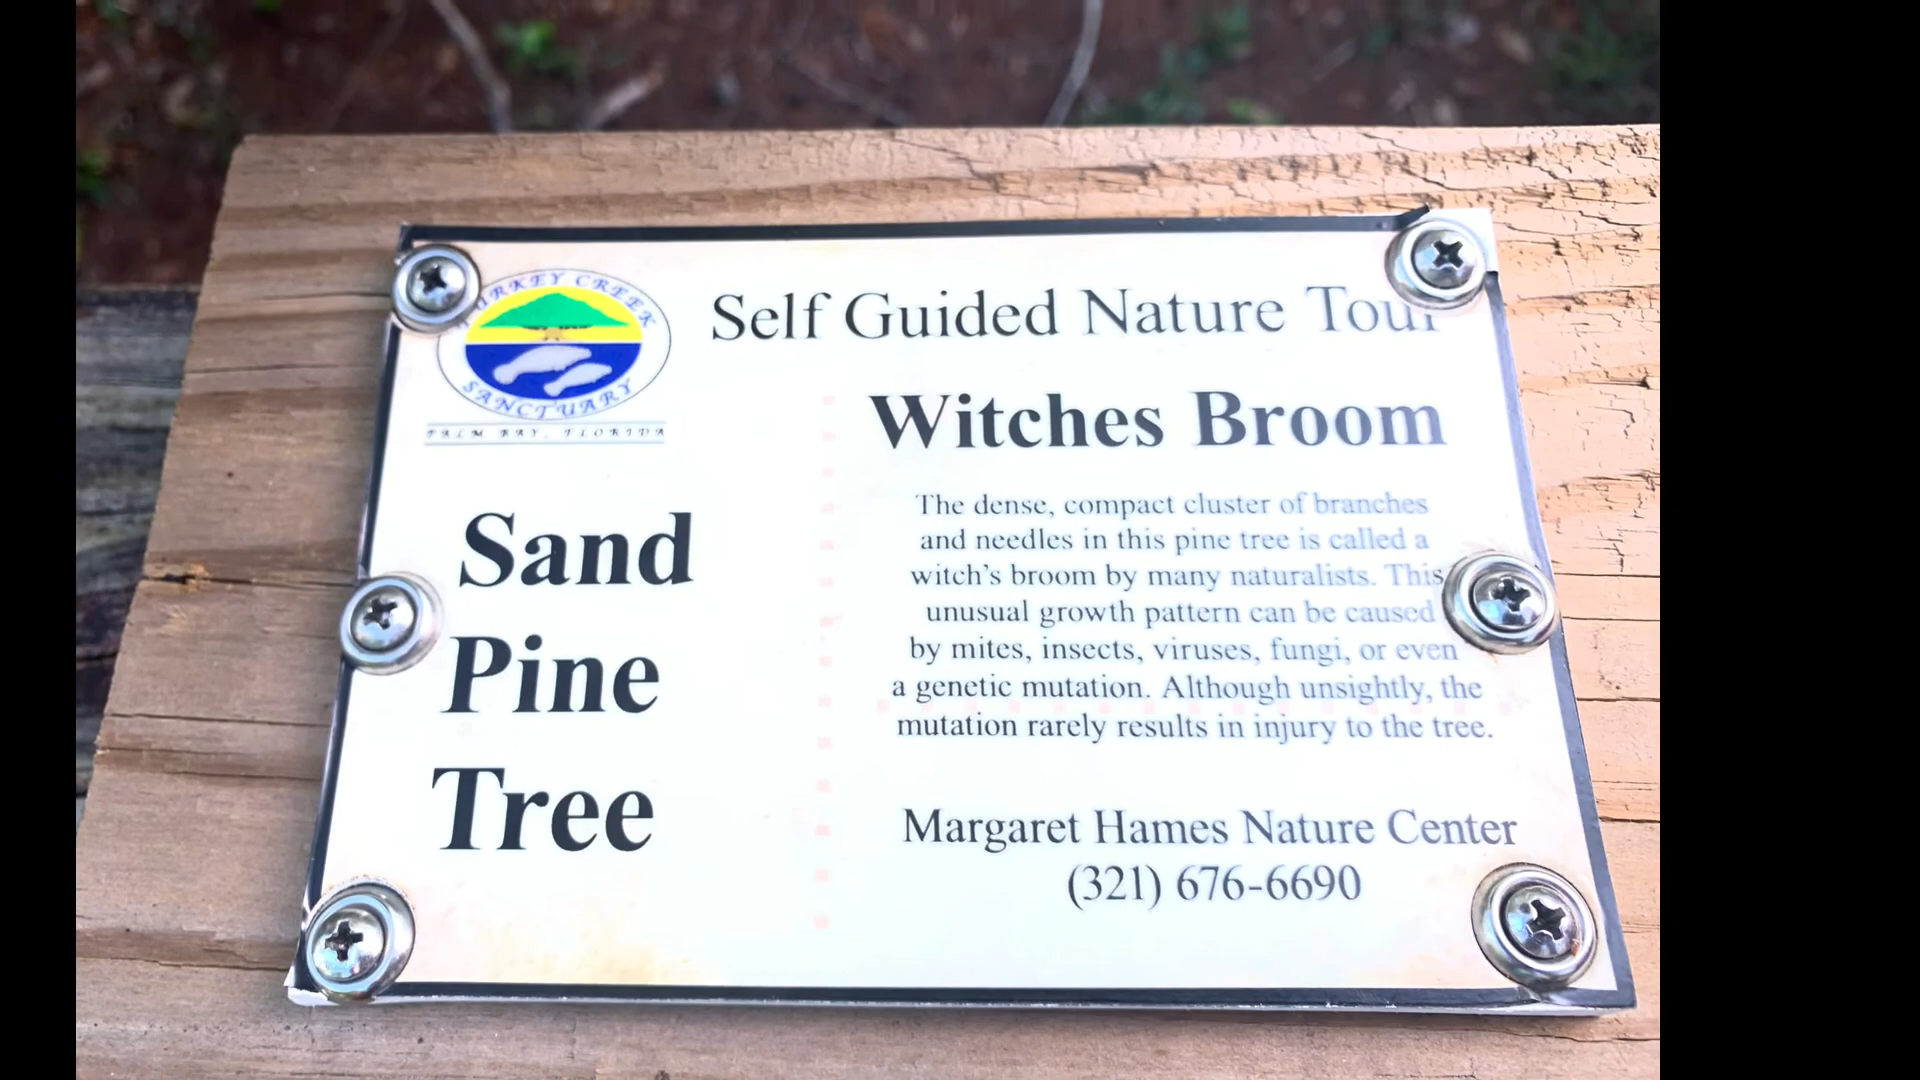 TURKEY CREEK
SANCTUARY
PALM BAY, FLORIDA
Self Guided Nature Tour
Sand
Pine
Tree
Witches Broom
The dense, compact cluster of branches
and needles in this pine tree is called a
witch's broom by many naturalists. This
unusual growth pattern can be caused
by mites, insects, viruses, fungi, or even
a genetic mutation. Although unsightly, the
mutation rarely results in injury to the tree.
Margaret Hames Nature Center
(321) 676-6690